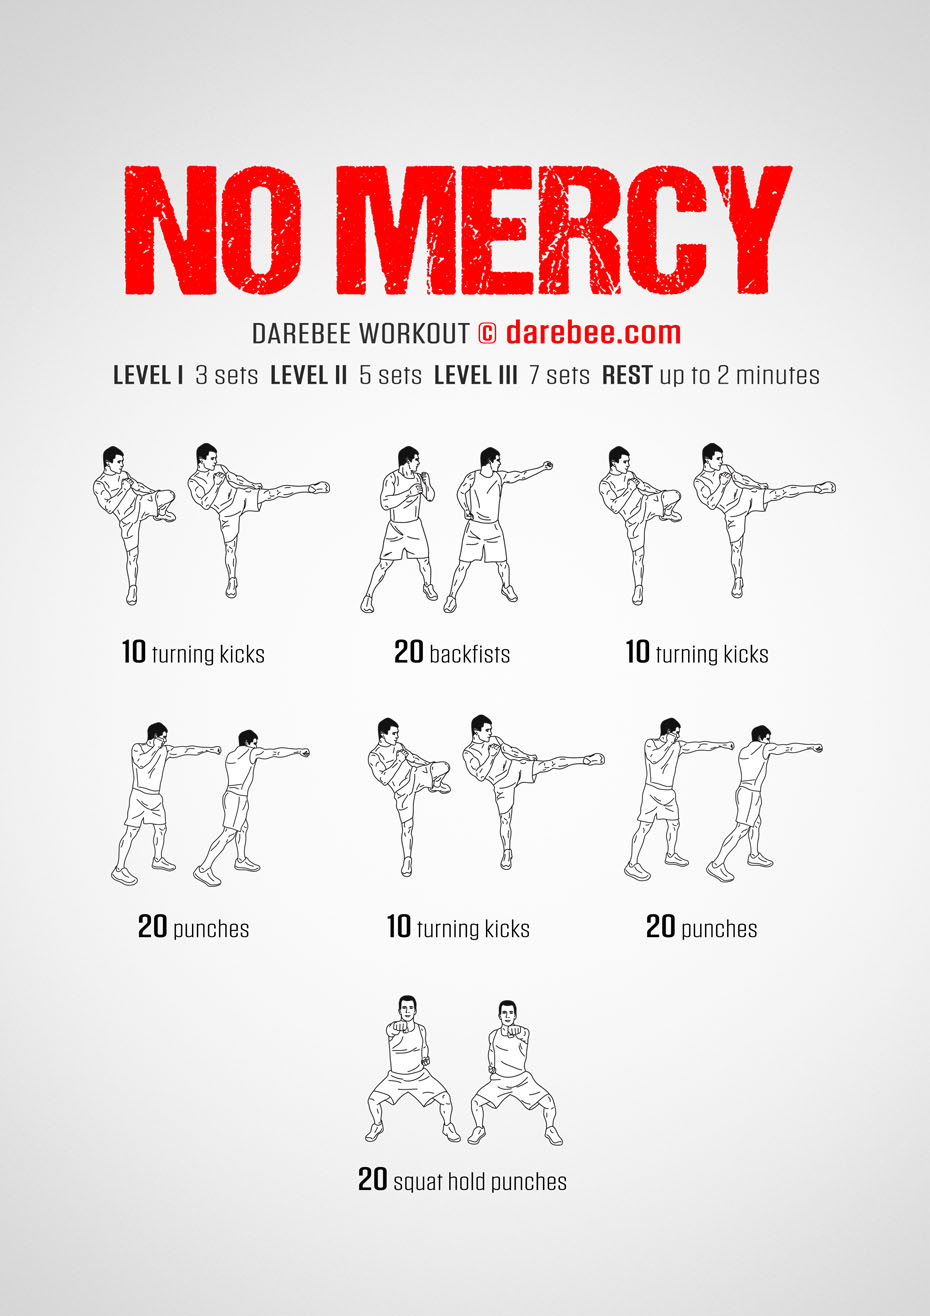 NO MERCY
DAREBEE WORKOUT © darebee.com
LEVEL I 3 sets LEVEL II 5 sets LEVEL III 7 sets REST up to 2 minutes
10 turning kicks
20 backfists
10 turning kicks
20 punches
10 turning kicks
20 punches
20 squat hold punches